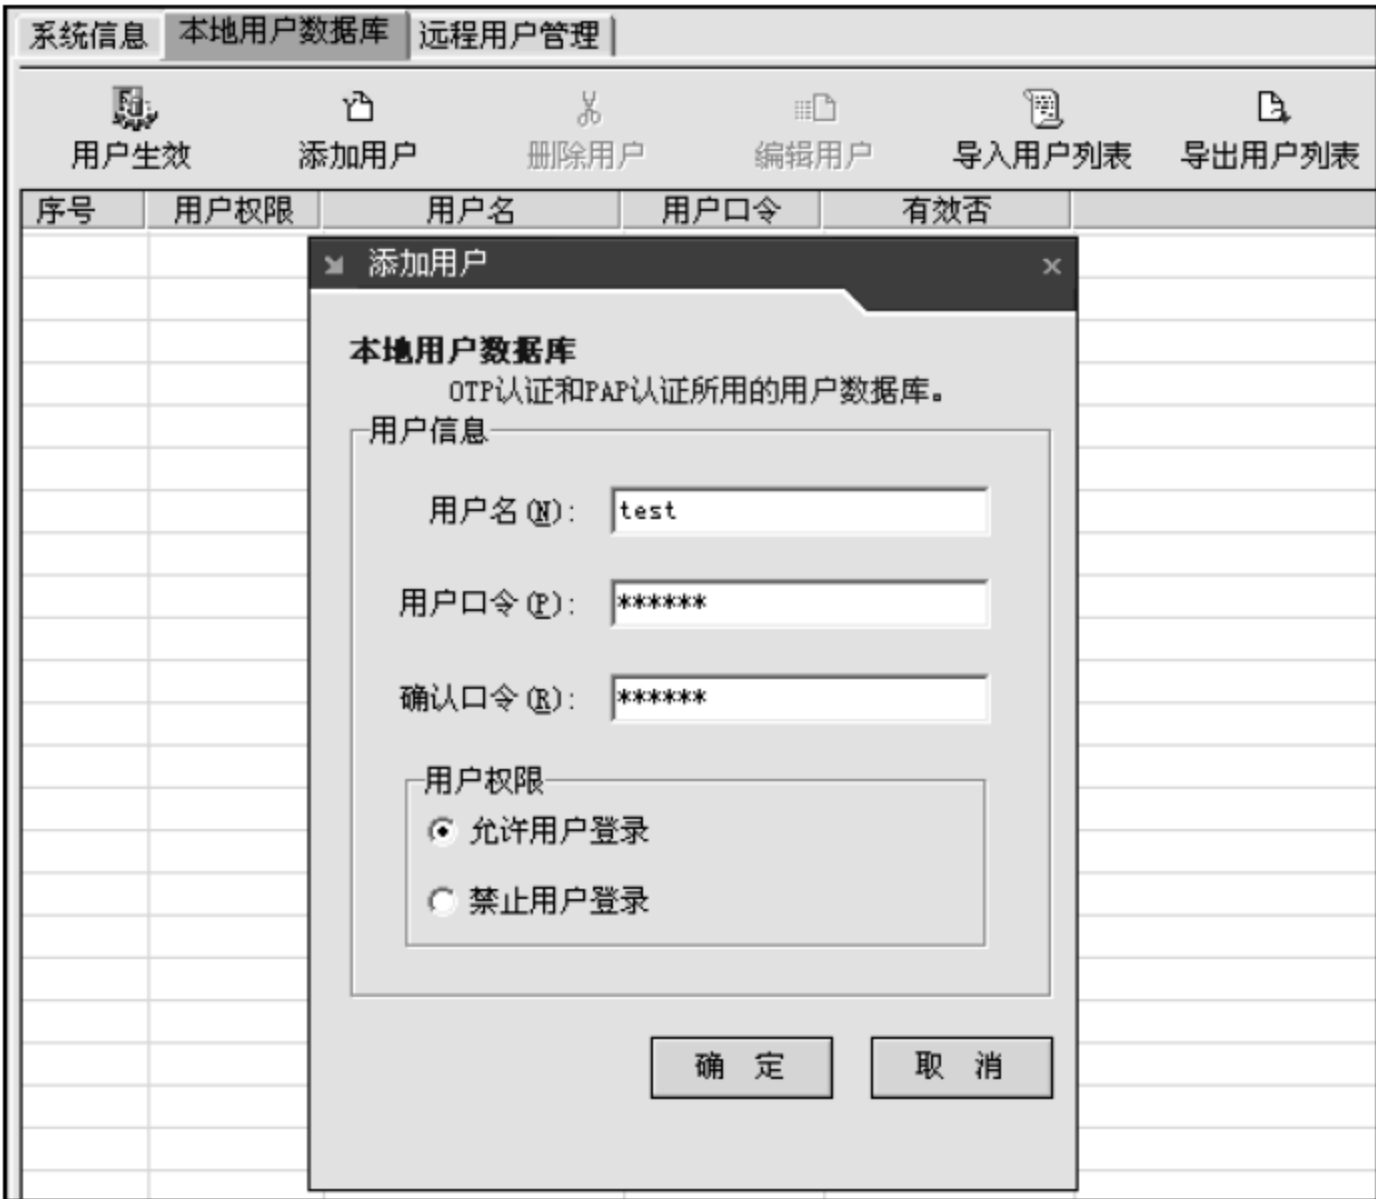 系统信息 本地用户数据库 远程用户管理
用户生效 添加用户 删除用户 编辑用户 导入用户列表 导出用户列表
序号 用户权限 用户名 用户口令 有效否
添加用户
本地用户数据库
OTP认证和PAP认证所用的用户数据库。
用户信息
用户名(N): test
用户口令(P): ******
确认口令(R): ******
用户权限
允许用户登录
禁止用户登录
确 定 取 消